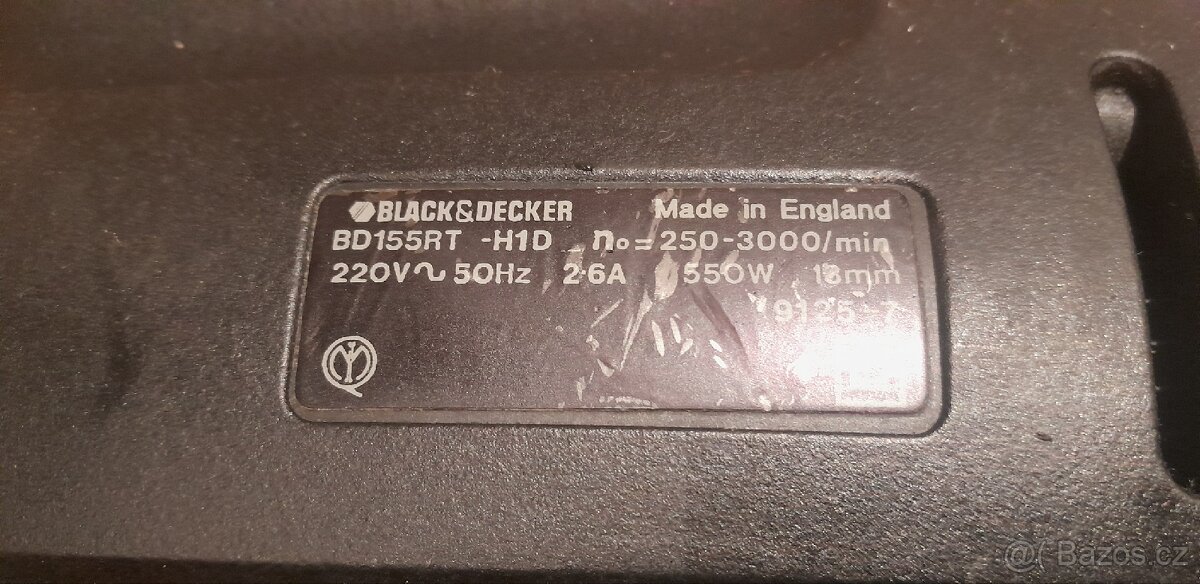 BLACK&DECKER Made in England
BD155RT -H1D no=250-3000/min
220V~ 50Hz 2·6A 550W 13mm
9125-7
@( Bazos.cz